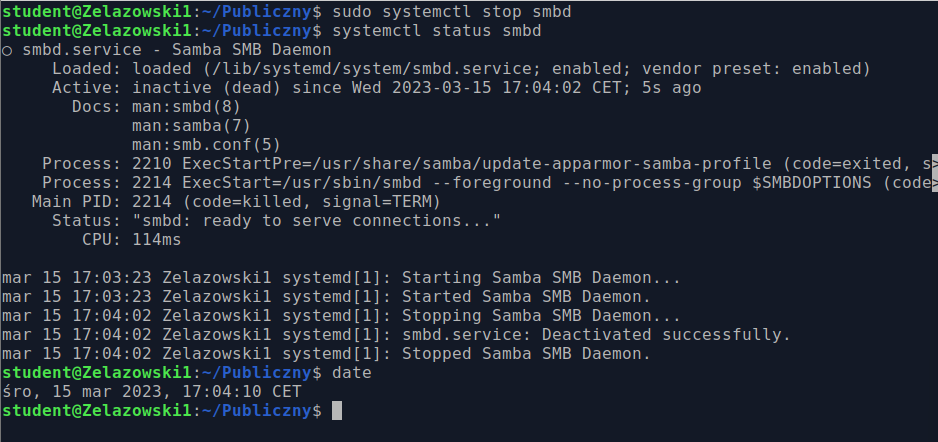 student@Zelazowski1:~/Publiczny$ sudo systemctl stop smbd
student@Zelazowski1:~/Publiczny$ systemctl status smbd
○ smbd.service - Samba SMB Daemon
     Loaded: loaded (/lib/systemd/system/smbd.service; enabled; vendor preset: enabled)
     Active: inactive (dead) since Wed 2023-03-15 17:04:02 CET; 5s ago
       Docs: man:smbd(8)
             man:samba(7)
             man:smb.conf(5)
    Process: 2210 ExecStartPre=/usr/share/samba/update-apparmor-samba-profile (code=exited, s>
    Process: 2214 ExecStart=/usr/sbin/smbd --foreground --no-process-group $SMBDOPTIONS (code>
   Main PID: 2214 (code=killed, signal=TERM)
     Status: "smbd: ready to serve connections..."
        CPU: 114ms

mar 15 17:03:23 Zelazowski1 systemd[1]: Starting Samba SMB Daemon...
mar 15 17:03:23 Zelazowski1 systemd[1]: Started Samba SMB Daemon.
mar 15 17:04:02 Zelazowski1 systemd[1]: Stopping Samba SMB Daemon...
mar 15 17:04:02 Zelazowski1 systemd[1]: smbd.service: Deactivated successfully.
mar 15 17:04:02 Zelazowski1 systemd[1]: Stopped Samba SMB Daemon.
student@Zelazowski1:~/Publiczny$ date
śro, 15 mar 2023, 17:04:10 CET
student@Zelazowski1:~/Publiczny$